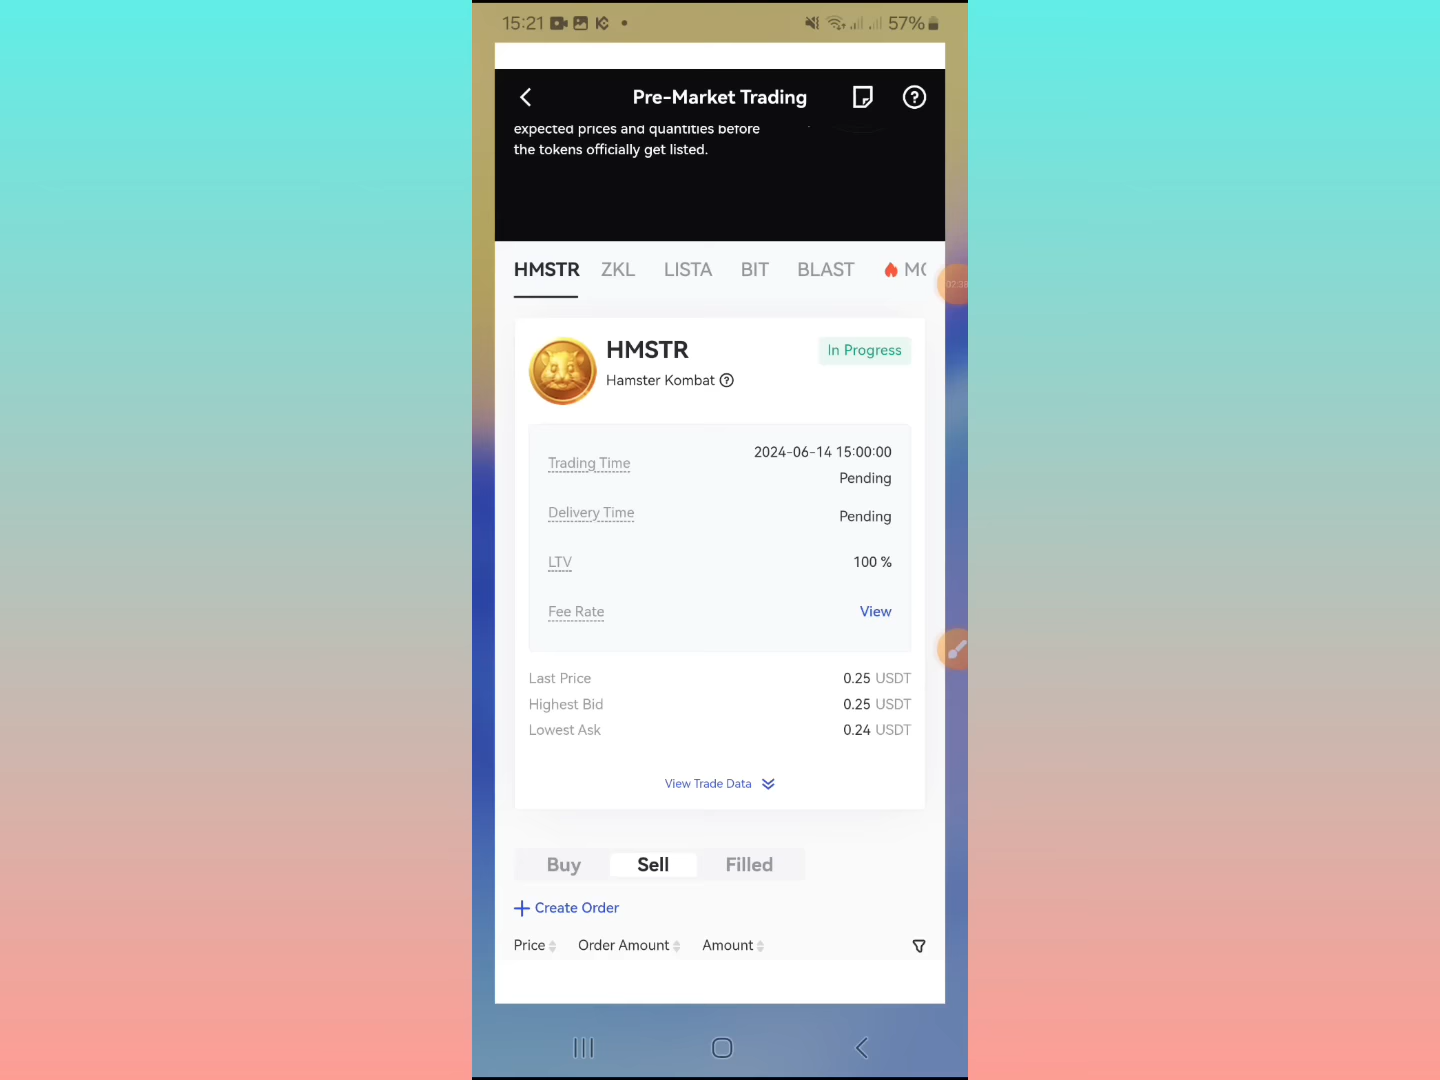 15:21
57%
Pre-Market Trading
expected prices and quantities before
the tokens officially get listed.
HMSTR ZKL LISTA BIT BLAST MO
02:38
HMSTR
In Progress
Hamster Kombat
Trading Time
2024-06-14 15:00:00
Pending
Delivery Time
Pending
LTV
100 %
Fee Rate
View
Last Price
0.25 USDT
Highest Bid
0.25 USDT
Lowest Ask
0.24 USDT
View Trade Data
Buy Sell Filled
+ Create Order
Price Order Amount Amount